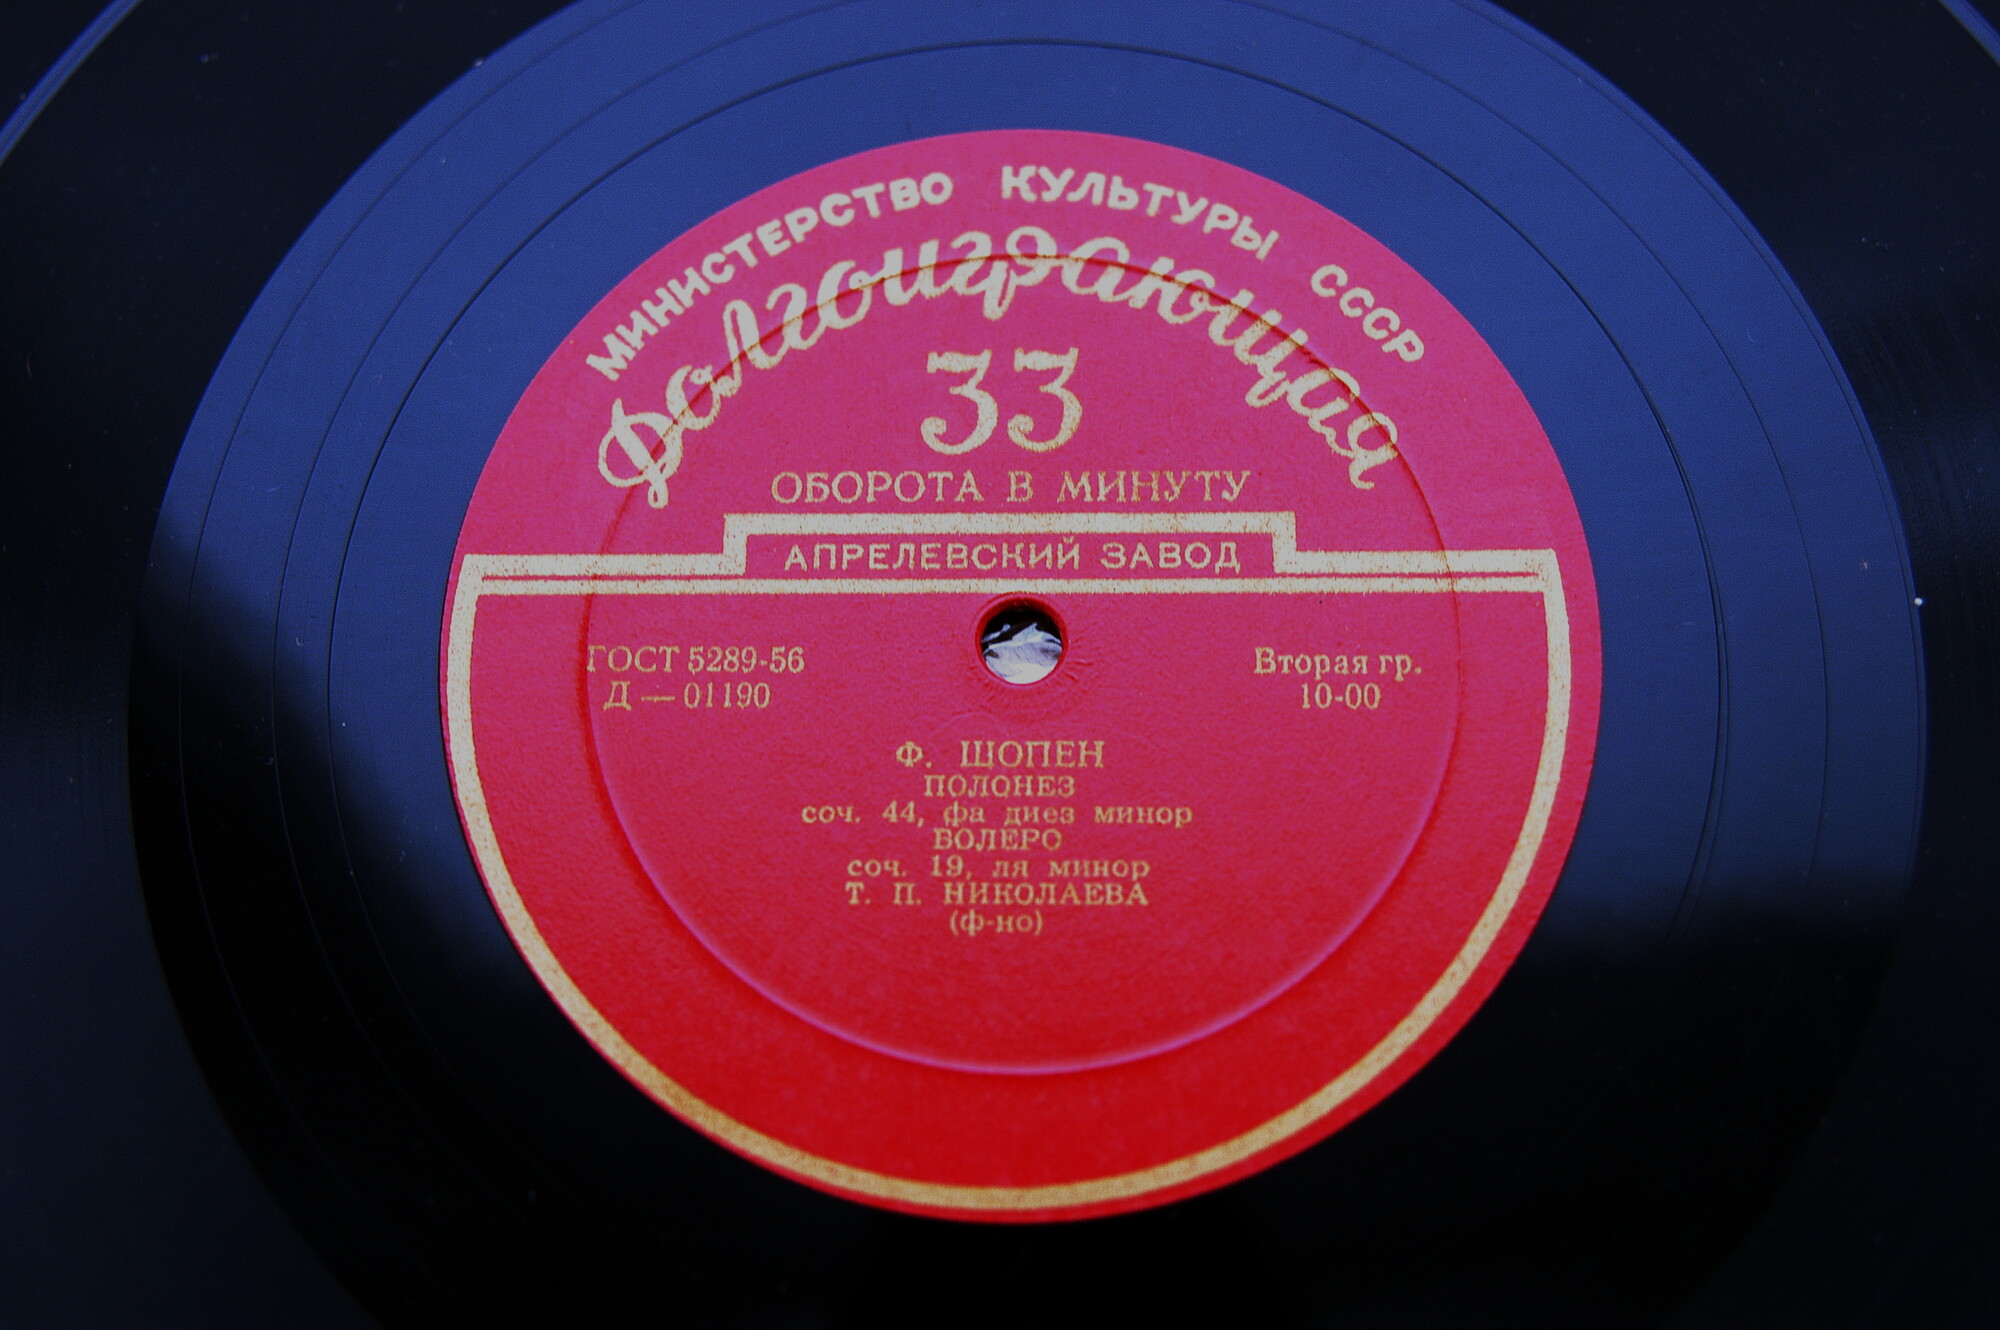 МИНИСТЕРСТВО КУЛЬТУРЫ СССР
Долгоиграющая
33
ОБОРОТА В МИНУТУ
АПРЕЛЕВСКИЙ ЗАВОД
ГОСТ 5289-56
Д — 01190
Вторая гр.
10-00
Ф. ШОПЕН
ПОЛОНЕЗ
соч. 44, фа диез минор
БОЛЕРО
соч. 19, ля минор
Т. П. НИКОЛАЕВА
(ф-но)